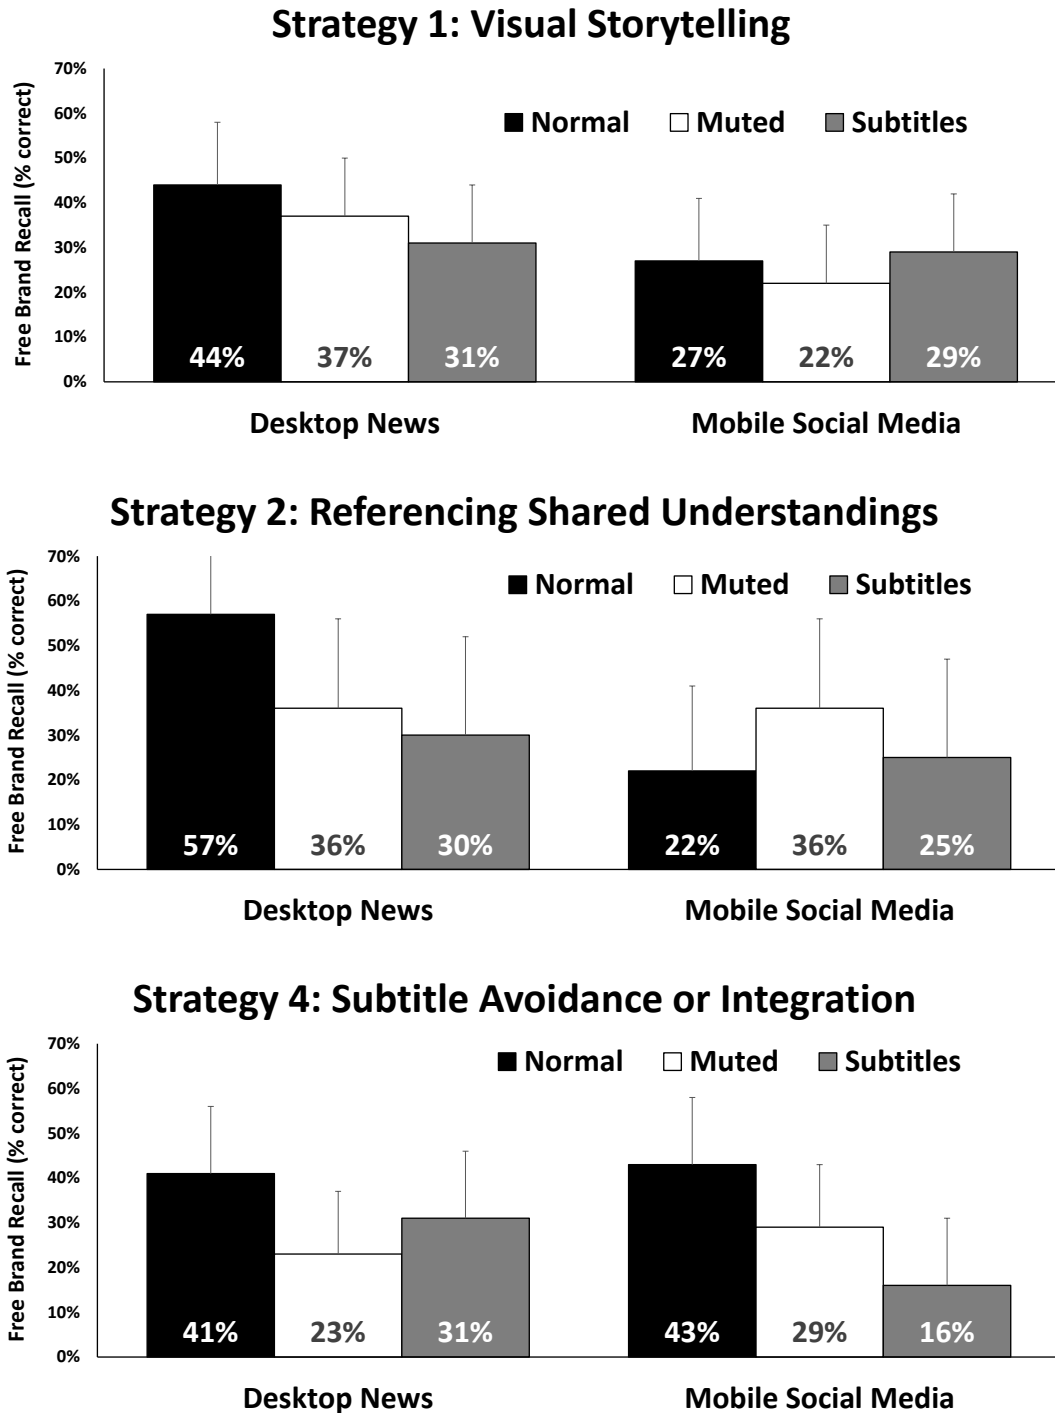 Strategy 1: Visual Storytelling
Free Brand Recall (% correct)
70%
60%
50%
40%
30%
20%
10%
0%
Normal Muted Subtitles
44% 37% 31% 27% 22% 29%
Desktop News Mobile Social Media
Strategy 2: Referencing Shared Understandings
Free Brand Recall (% correct)
70%
60%
50%
40%
30%
20%
10%
0%
Normal Muted Subtitles
57% 36% 30% 22% 36% 25%
Desktop News Mobile Social Media
Strategy 4: Subtitle Avoidance or Integration
Free Brand Recall (% correct)
70%
60%
50%
40%
30%
20%
10%
0%
Normal Muted Subtitles
41% 23% 31% 43% 29% 16%
Desktop News Mobile Social Media